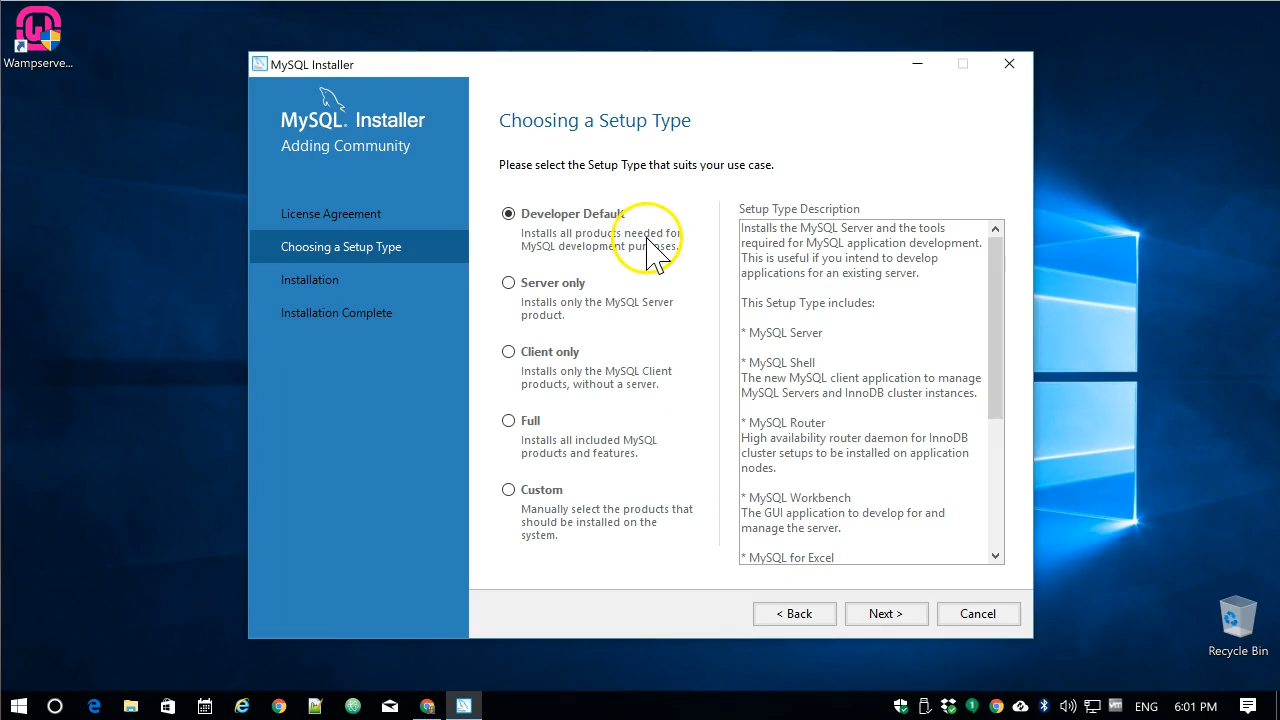 Wampserve...
MySQL Installer
MySQL Installer
Adding Community
License Agreement
Choosing a Setup Type
Installation
Installation Complete
Choosing a Setup Type
Please select the Setup Type that suits your use case.
Developer Default
Installs all products needed for
MySQL development purposes.
Server only
Installs only the MySQL Server
product.
Client only
Installs only the MySQL Client
products, without a server.
Full
Installs all included MySQL
products and features.
Custom
Manually select the products that
should be installed on the
system.
Setup Type Description
Installs the MySQL Server and the tools
required for MySQL application development.
This is useful if you intend to develop
applications for an existing server.
This Setup Type includes:
* MySQL Server
* MySQL Shell
The new MySQL client application to manage
MySQL Servers and InnoDB cluster instances.
* MySQL Router
High availability router daemon for InnoDB
cluster setups to be installed on application
nodes.
* MySQL Workbench
The GUI application to develop for and
manage the server.
* MySQL for Excel
< Back
Next >
Cancel
Recycle Bin
ENG
6:01 PM